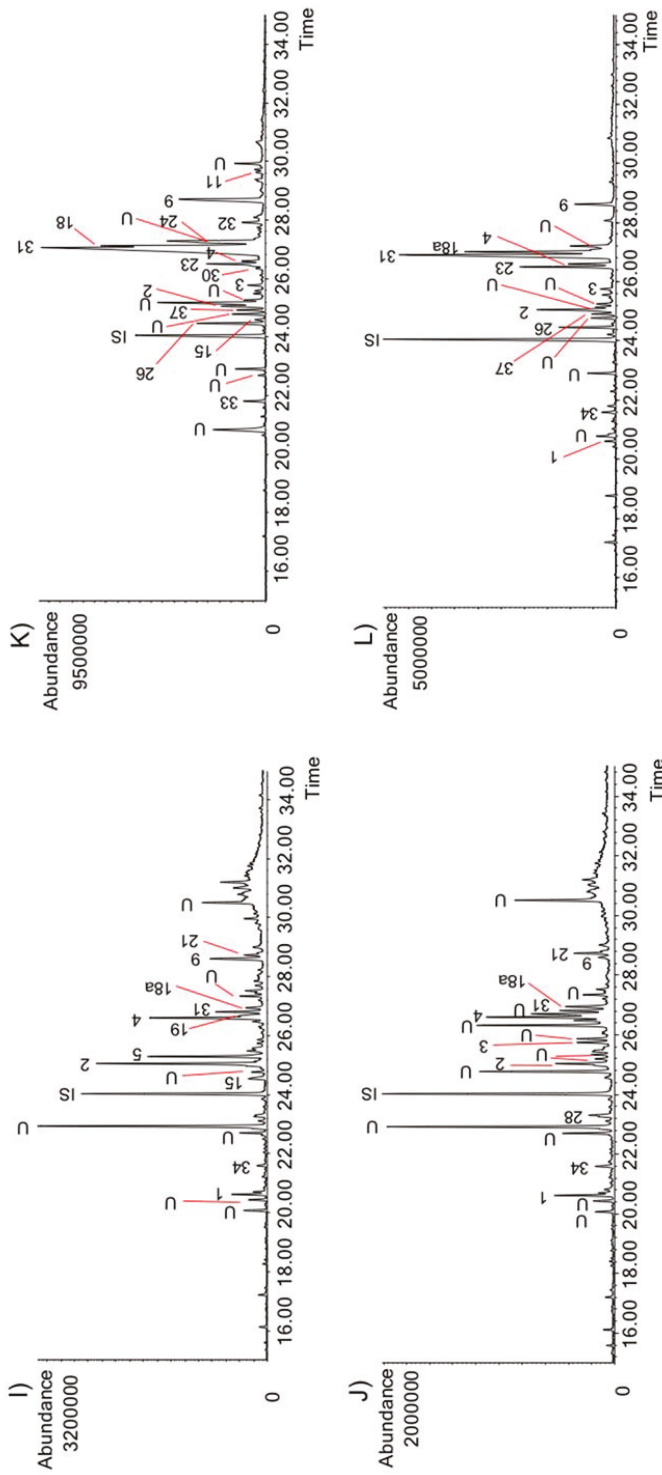 I)
Abundance
3200000
0
U
U
1
34
U
U
IS
15
U
2
5
4
19
31
U
18a
9
21
U
16.00 18.00 20.00 22.00 24.00 26.00 28.00 30.00 32.00 34.00
Time
J)
Abundance
2000000
0
U
U
1
34
U
U
28
IS
U
2
U
3
U
U
4
U
31
18a
U
9
21
U
16.00 18.00 20.00 22.00 24.00 26.00 28.00 30.00 32.00 34.00
Time
K)
Abundance
9500000
0
U
33
U
U
IS
26
15
U
37
U
2
U
3
30
23
4
31
18
24
U
32
9
11
U
16.00 18.00 20.00 22.00 24.00 26.00 28.00 30.00 32.00 34.00
Time
L)
Abundance
5000000
0
1
U
34
U
IS
26
U
37
2
U
U
3
23
4
31
18a
U
9
16.00 18.00 20.00 22.00 24.00 26.00 28.00 30.00 32.00 34.00
Time